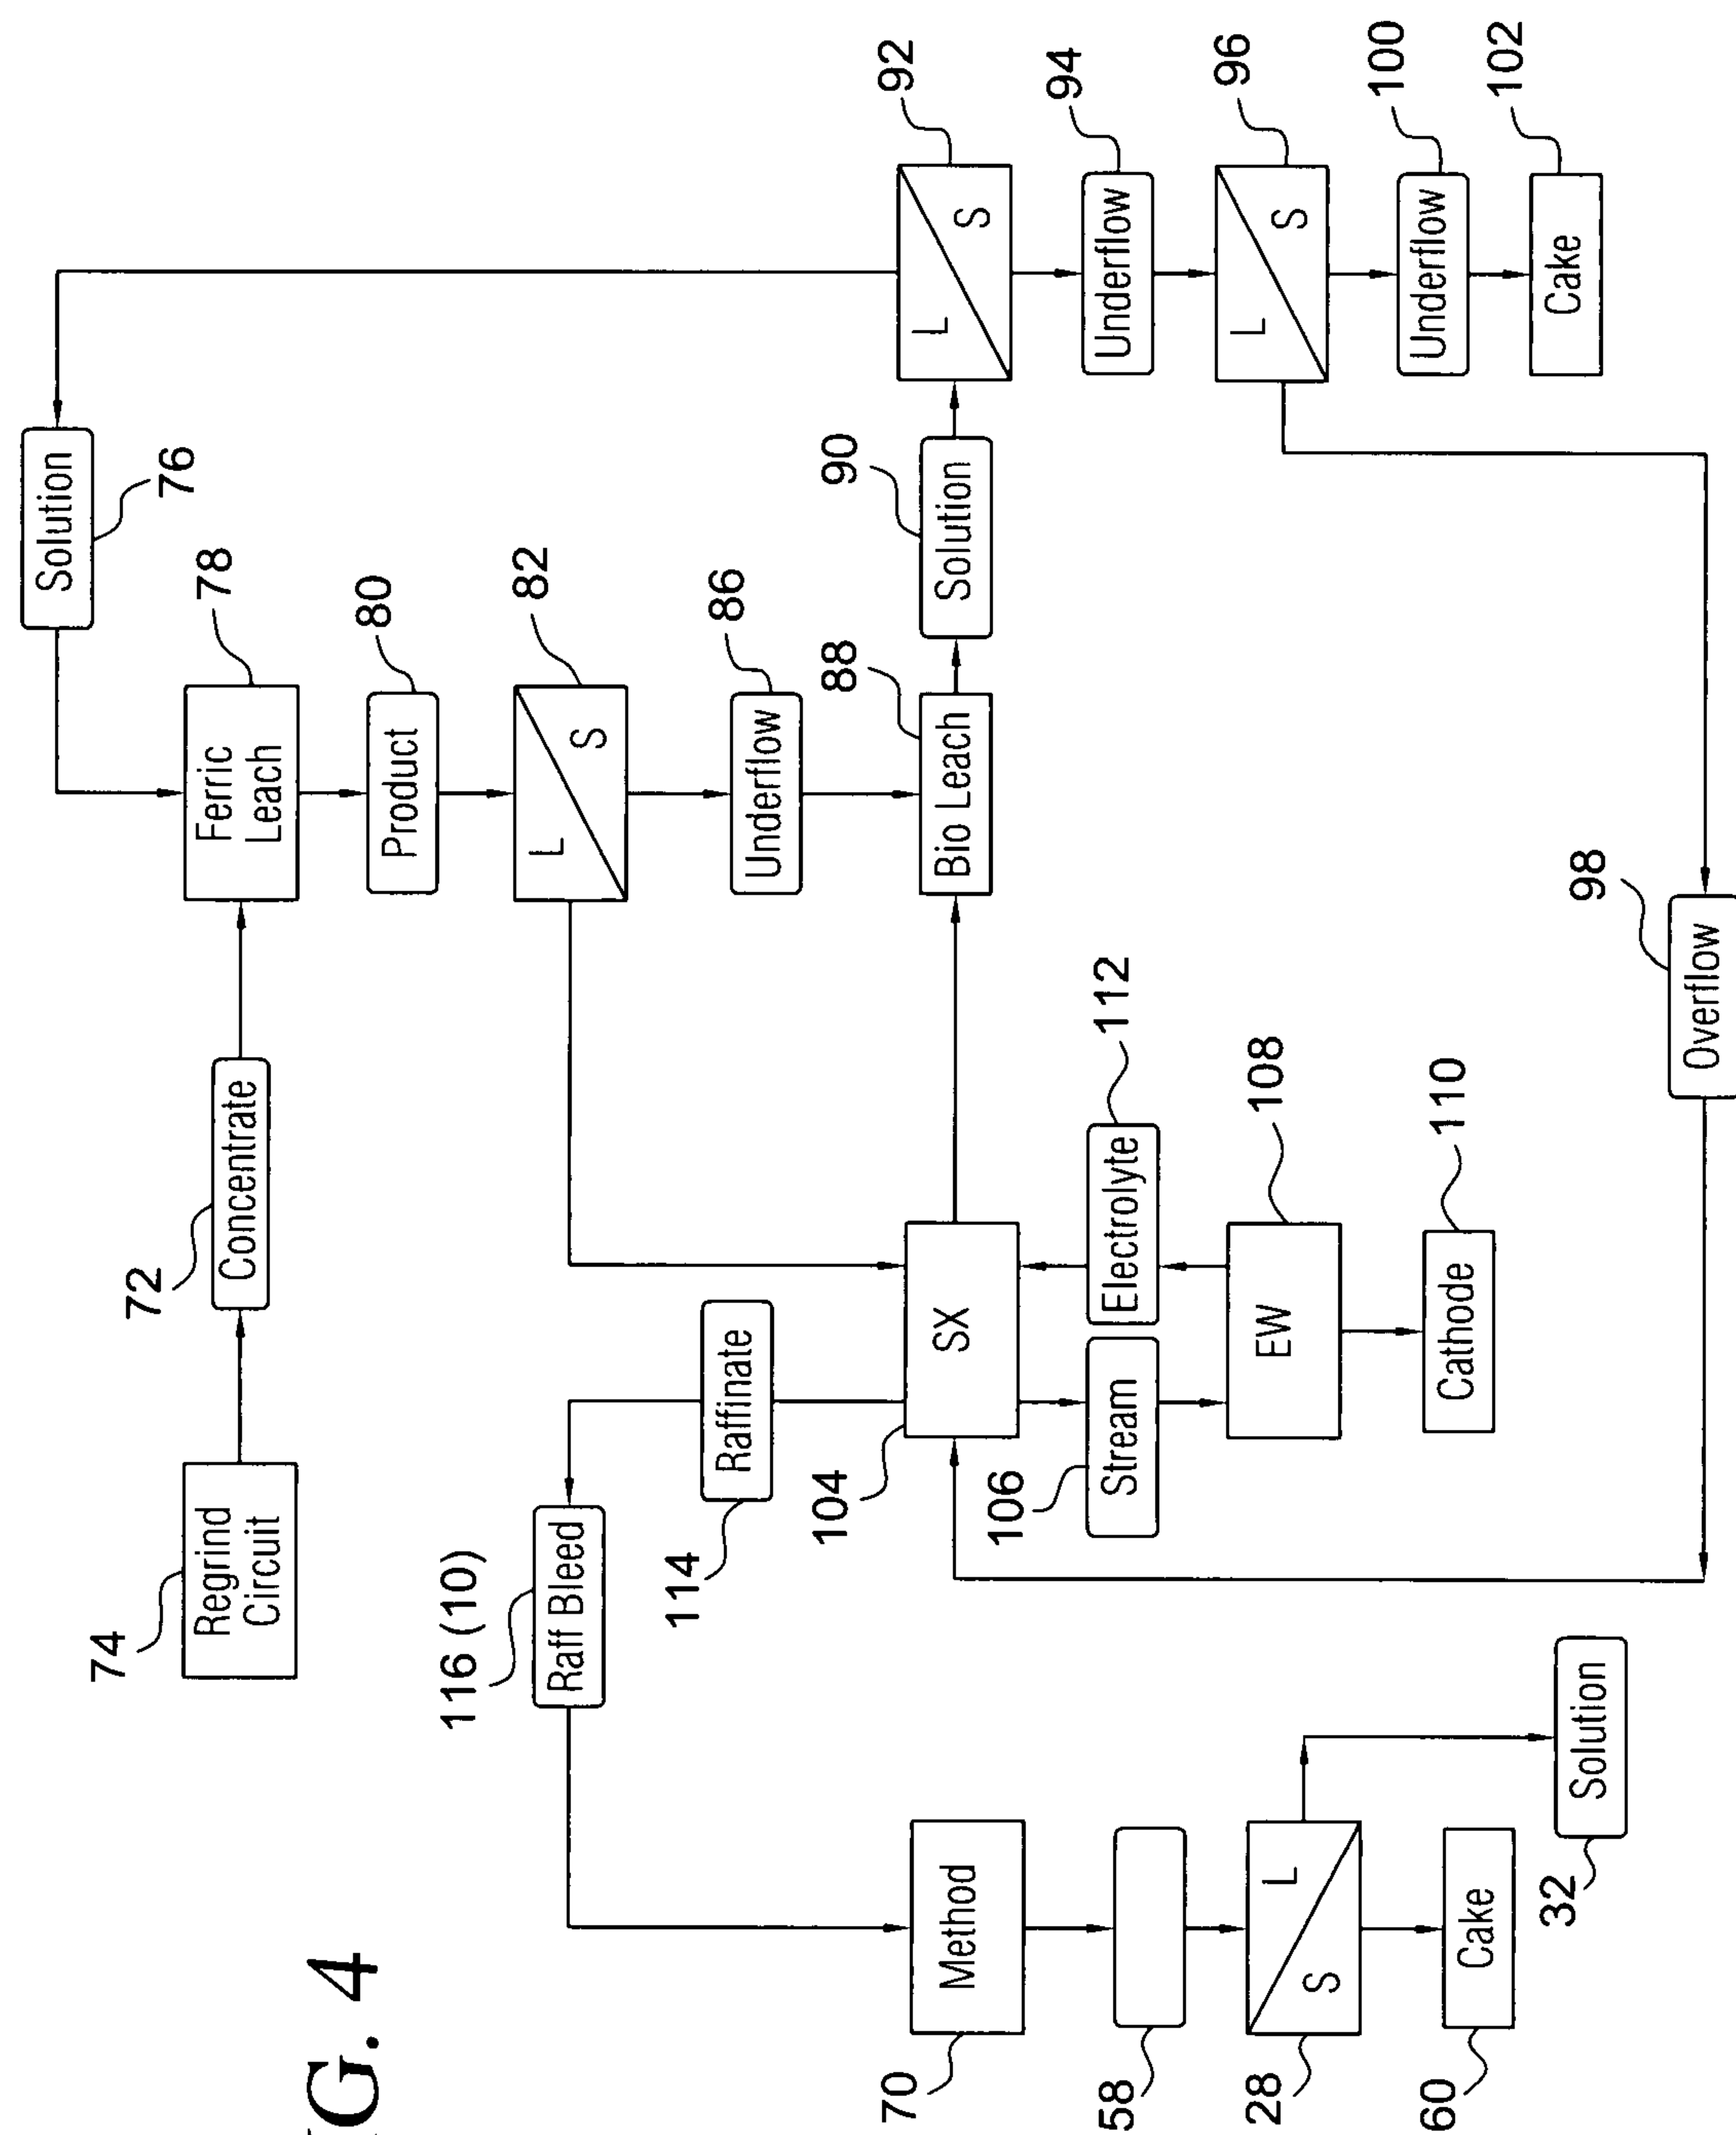 74
Regrind
Circuit
72
Concentrate
Solution
76
Ferric
Leach
78
Product
80
L
S
82
Underflow
86
116 (10)
Raff Bleed
Raffinate
114
SX
104
Bio Leach
88
Solution
90
L
S
92
Underflow
94
L
S
96
Underflow
100
Cake
102
106
Stream
Electrolyte
112
EW
108
Cathode
110
Overflow
98
Method
70
58
S
L
28
Cake
60
Solution
32
IG. 4